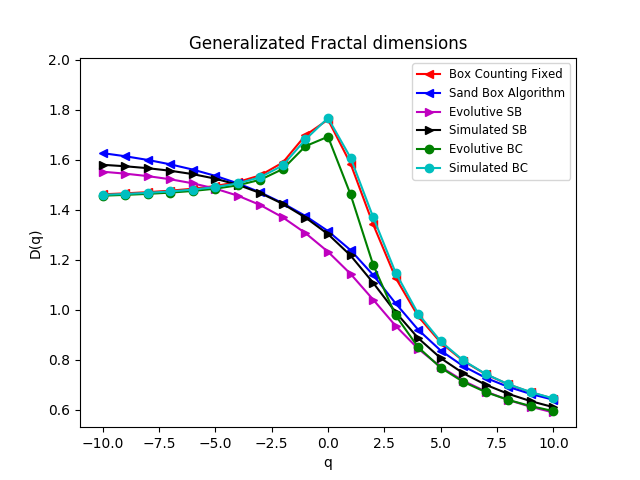 Generalizated Fractal dimensions
2.0
1.8
1.6
1.4
1.2
1.0
0.8
0.6
D(q)
Box Counting Fixed
Sand Box Algorithm
Evolutive SB
Simulated SB
Evolutive BC
Simulated BC
−10.0 −7.5 −5.0 −2.5 0.0 2.5 5.0 7.5 10.0
q